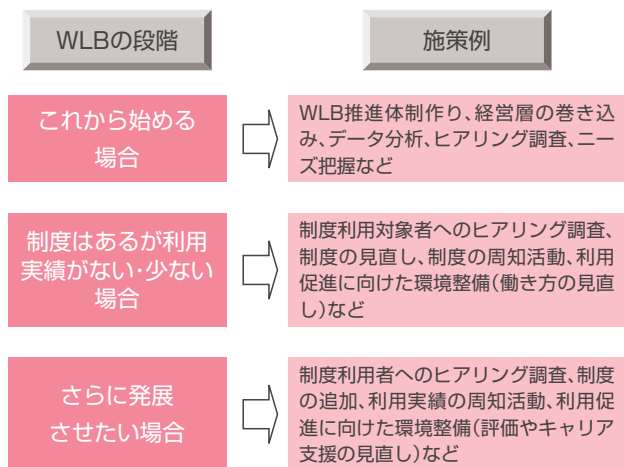 WLBの段階
施策例
これから始める
場合
WLB推進体制作り、経営層の巻き込
み、データ分析、ヒアリング調査、ニー
ズ把握など
制度はあるが利用
実績がない・少ない
場合
制度利用対象者へのヒアリング調査、
制度の見直し、制度の周知活動、利用
促進に向けた環境整備(働き方の見直
し)など
さらに発展
させたい場合
制度利用者へのヒアリング調査、制度
の追加、利用実績の周知活動、利用促
進に向けた環境整備(評価やキャリア
支援の見直し)など